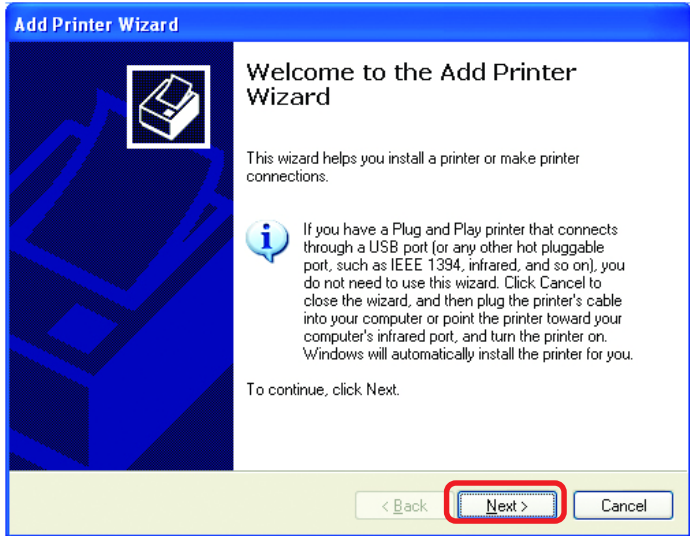 Add Printer Wizard
Welcome to the Add Printer
Wizard
This wizard helps you install a printer or make printer
connections.
If you have a Plug and Play printer that connects
through a USB port (or any other hot pluggable
port, such as IEEE 1394, infrared, and so on), you
do not need to use this wizard. Click Cancel to
close the wizard, and then plug the printer's cable
into your computer or point the printer toward your
computer's infrared port, and turn the printer on.
Windows will automatically install the printer for you.
To continue, click Next.
< Back Next > Cancel